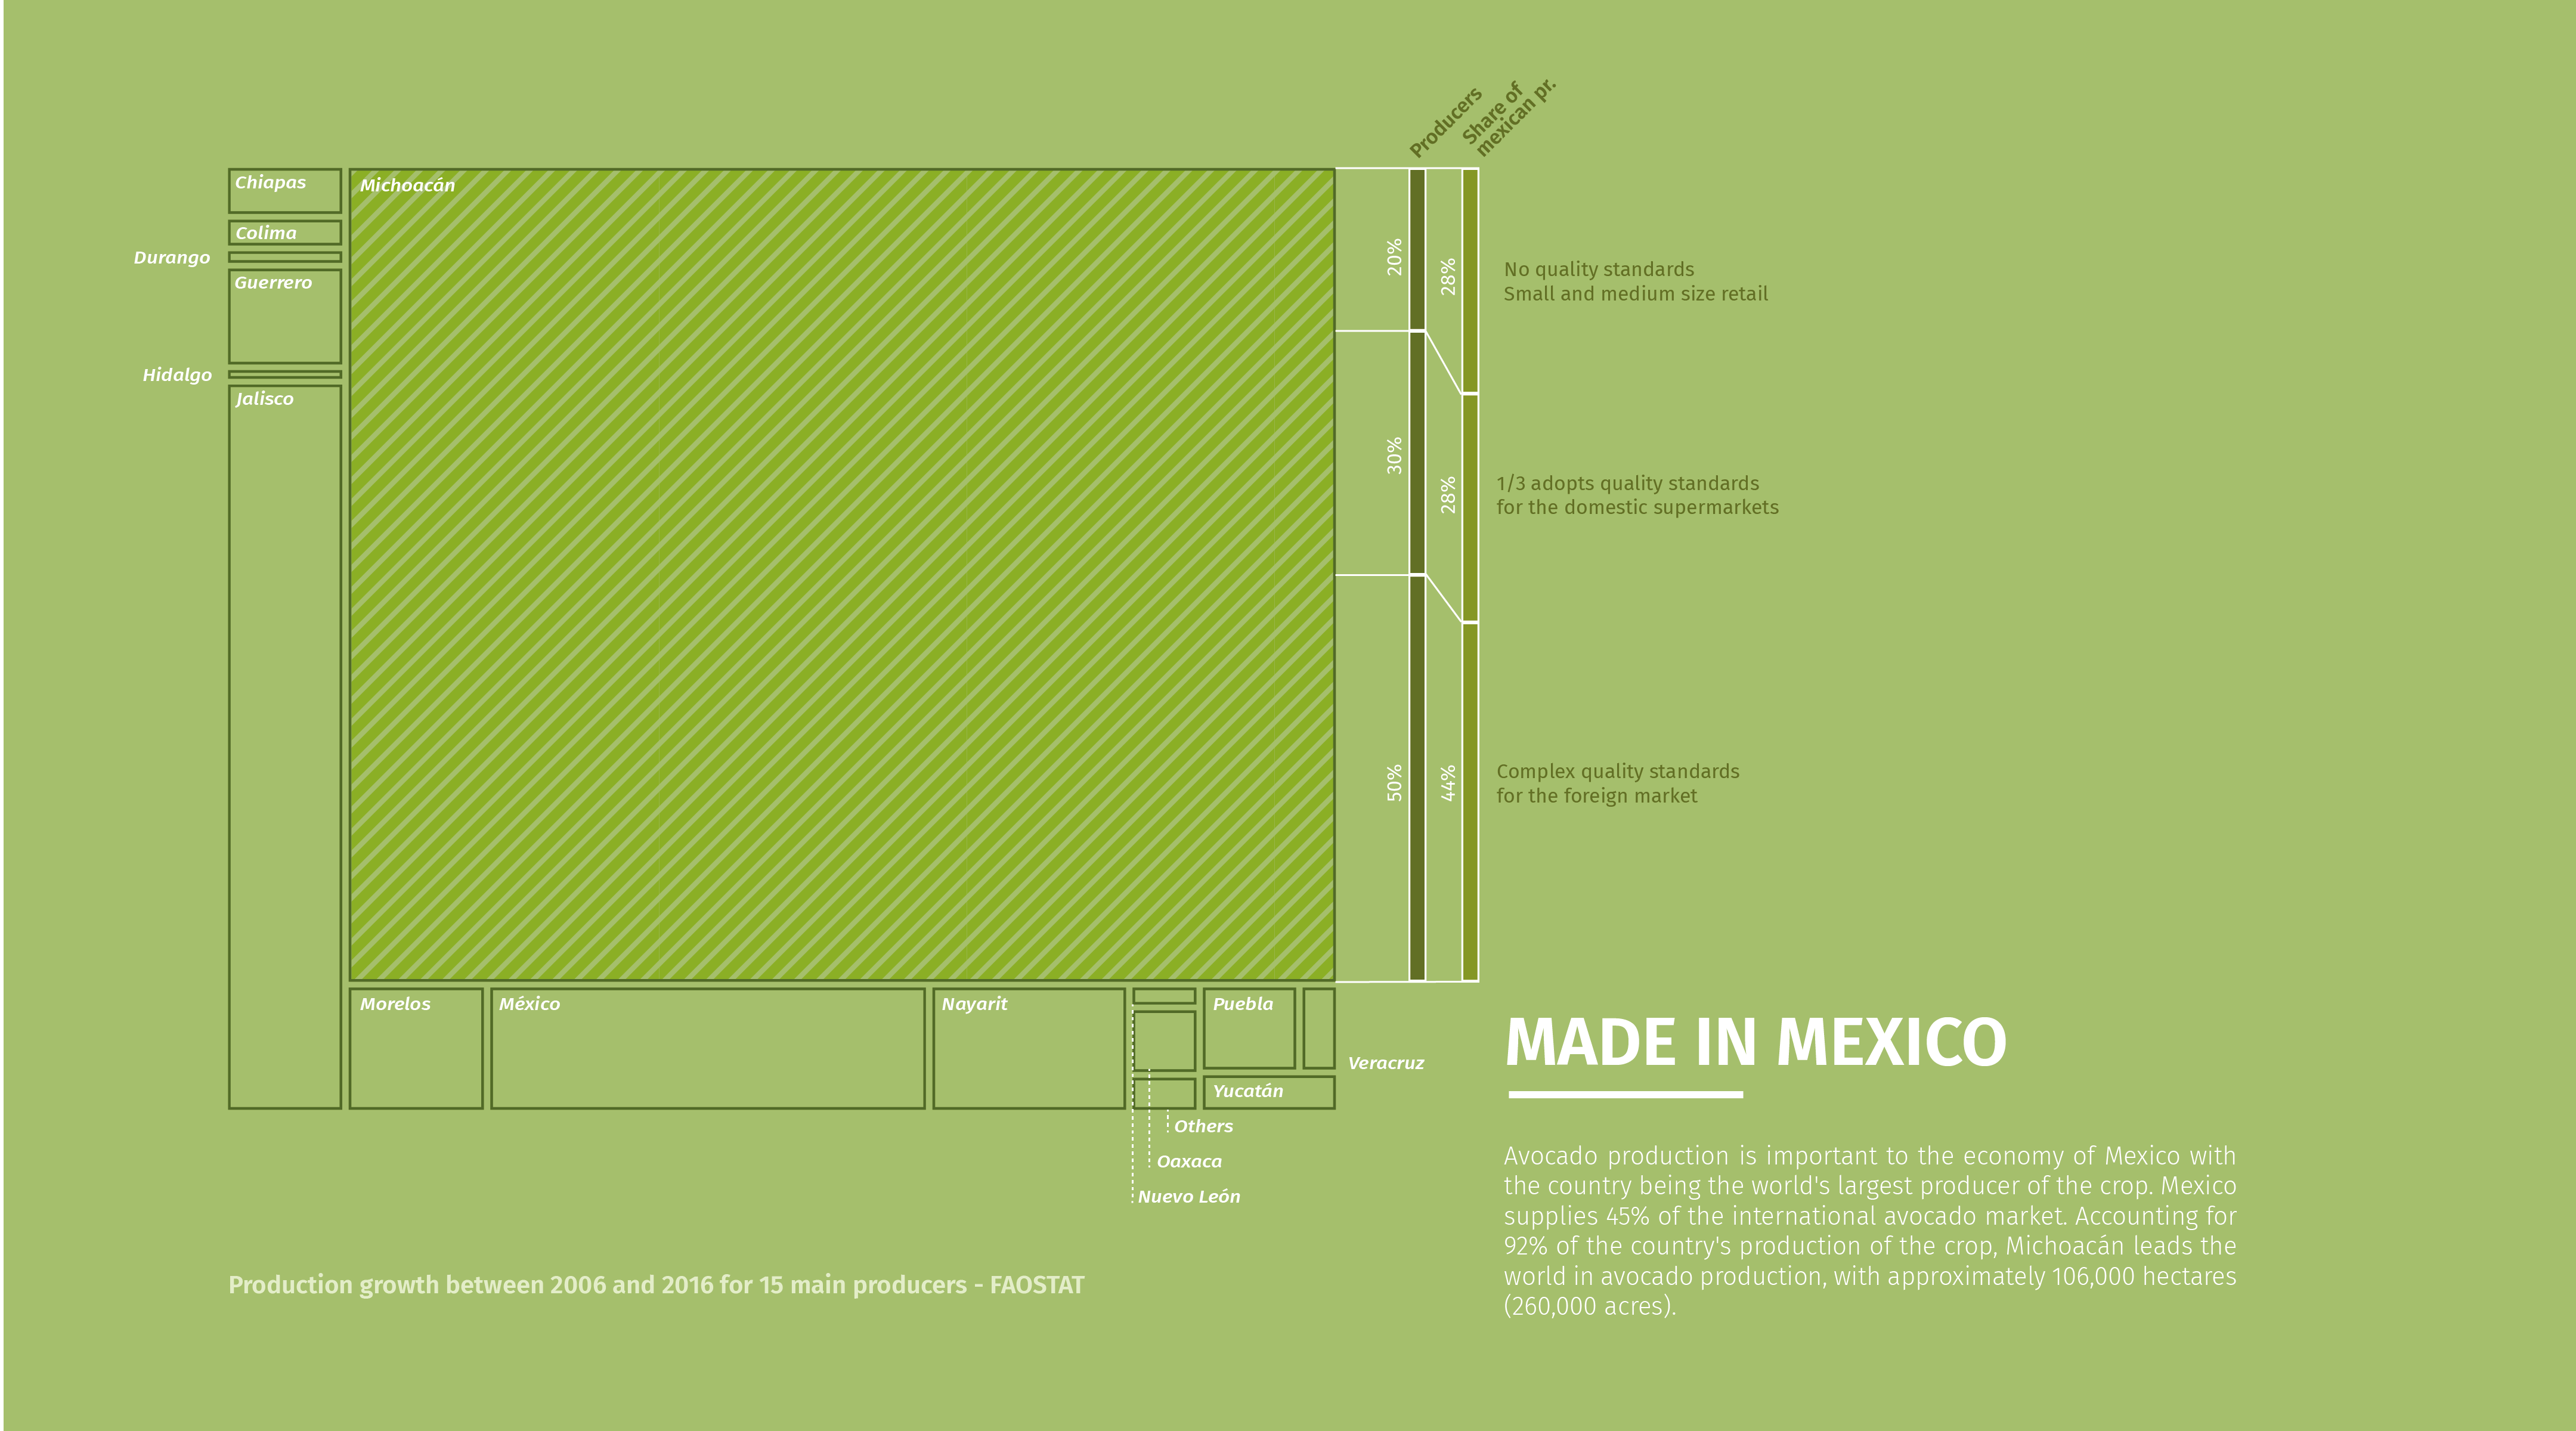 Producers
Share of
mexican pr.
Chiapas
Michoacán
Colima
Durango
Guerrero
Hidalgo
Jalisco
20%
28%
No quality standards
Small and medium size retail
30%
28%
1/3 adopts quality standards
for the domestic supermarkets
50%
44%
Complex quality standards
for the foreign market
Morelos
México
Nayarit
Puebla
Veracruz
Yucatán
Others
Oaxaca
Nuevo León
MADE IN MEXICO
Avocado production is important to the economy of Mexico with
the country being the world's largest producer of the crop. Mexico
supplies 45% of the international avocado market. Accounting for
92% of the country's production of the crop, Michoacán leads the
world in avocado production, with approximately 106,000 hectares
(260,000 acres).
Production growth between 2006 and 2016 for 15 main producers - FAOSTAT